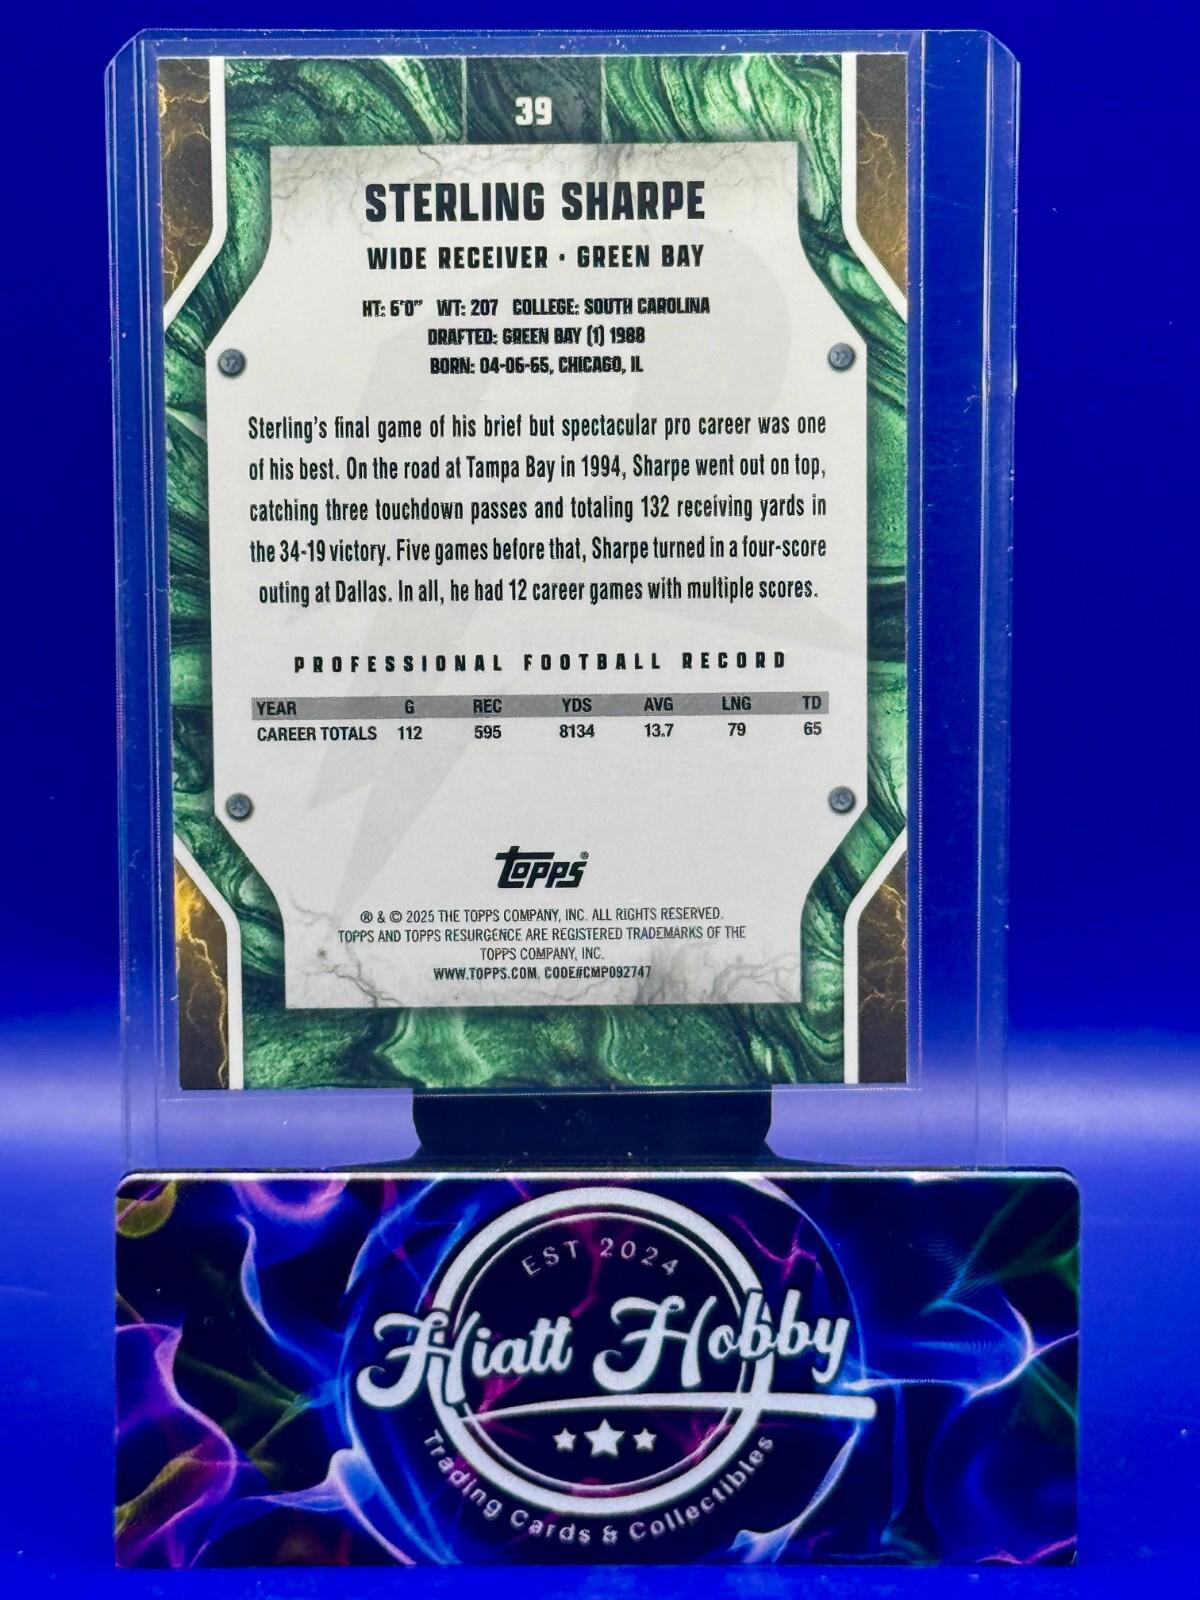 39
STERLING SHARPE
WIDE RECEIVER • GREEN BAY
HT: 6'0" WT: 207 COLLEGE: SOUTH CAROLINA
DRAFTED: GREEN BAY (1) 1988
BORN: 04-06-65, CHICAGO, IL
Sterling's final game of his brief but spectacular pro career was one
of his best. On the road at Tampa Bay in 1994, Sharpe went out on top,
catching three touchdown passes and totaling 132 receiving yards in
the 34-19 victory. Five games before that, Sharpe turned in a four-score
outing at Dallas. In all, he had 12 career games with multiple scores.
PROFESSIONAL FOOTBALL RECORD
YEAR G REC YDS AVG LNG TD
CAREER TOTALS 112 595 8134 13.7 79 65
Topps®
® & © 2025 THE TOPPS COMPANY, INC. ALL RIGHTS RESERVED.
TOPPS AND TOPPS RESURGENCE ARE REGISTERED TRADEMARKS OF THE
TOPPS COMPANY, INC.
WWW.TOPPS.COM, CODE#CMP092747
EST 2024
Hiatt Hobby
Trading Cards & Collectibles